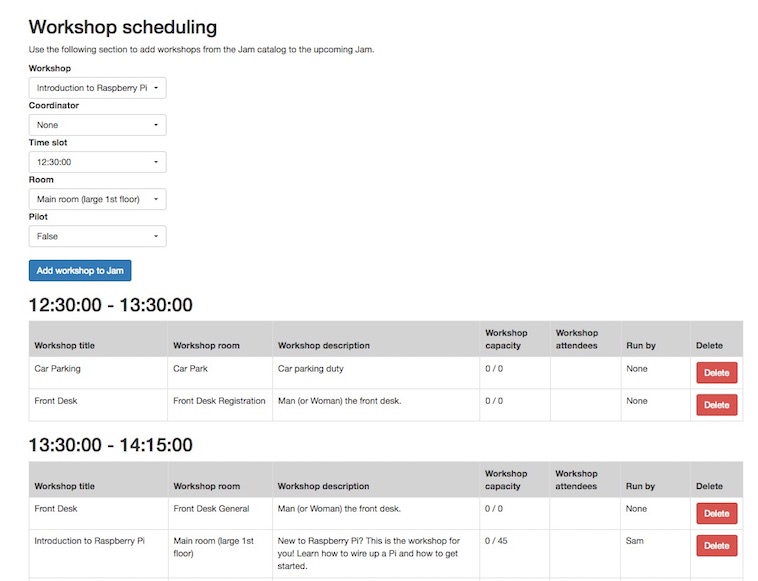 Workshop scheduling
Use the following section to add workshops from the Jam catalog to the upcoming Jam.
Workshop
Introduction to Raspberry Pi
Coordinator
None
Time slot
12:30:00
Room
Main room (large 1st floor)
Pilot
False
Add workshop to Jam
12:30:00 - 13:30:00
Workshop title Workshop room Workshop description Workshop capacity Workshop attendees Run by Delete
Car Parking Car Park Car parking duty 0 / 0 None Delete
Front Desk Front Desk Registration Man (or Woman) the front desk. 0 / 0 None Delete
13:30:00 - 14:15:00
Workshop title Workshop room Workshop description Workshop capacity Workshop attendees Run by Delete
Front Desk Front Desk General Man (or Woman) the front desk. 0 / 0 None Delete
Introduction to Raspberry Pi Main room (large 1st New to Raspberry Pi? This is the workshop for 0 / 45 Sam Delete
floor) you! Learn how to wire up a Pi and how to get
started.